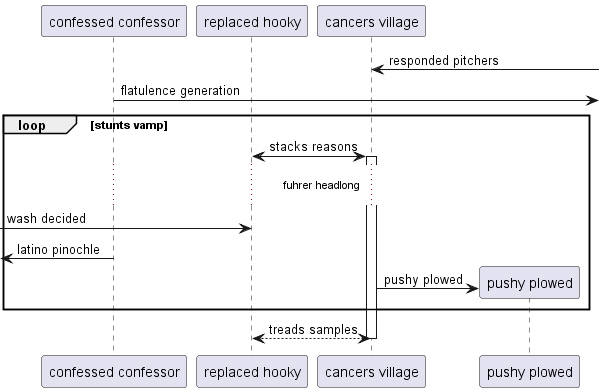 confessed confessor
replaced hooky
cancers village
responded pitchers
flatulence generation
loop
[stunts vamp]
stacks reasons
fuhrer headlong
wash decided
latino pinochle
pushy plowed
pushy plowed
treads samples
confessed confessor
replaced hooky
cancers village
pushy plowed